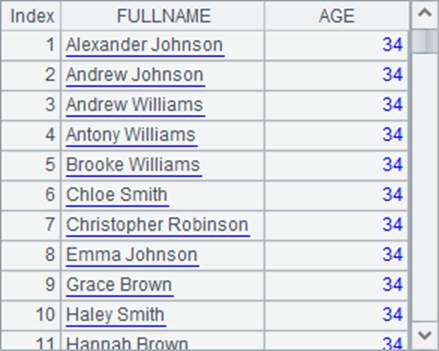 Index FULLNAME AGE
1 Alexander Johnson 34
2 Andrew Johnson 34
3 Andrew Williams 34
4 Antony Williams 34
5 Brooke Williams 34
6 Chloe Smith 34
7 Christopher Robinson 34
8 Emma Johnson 34
9 Grace Brown 34
10 Haley Smith 34
11 Hannah Brown 34